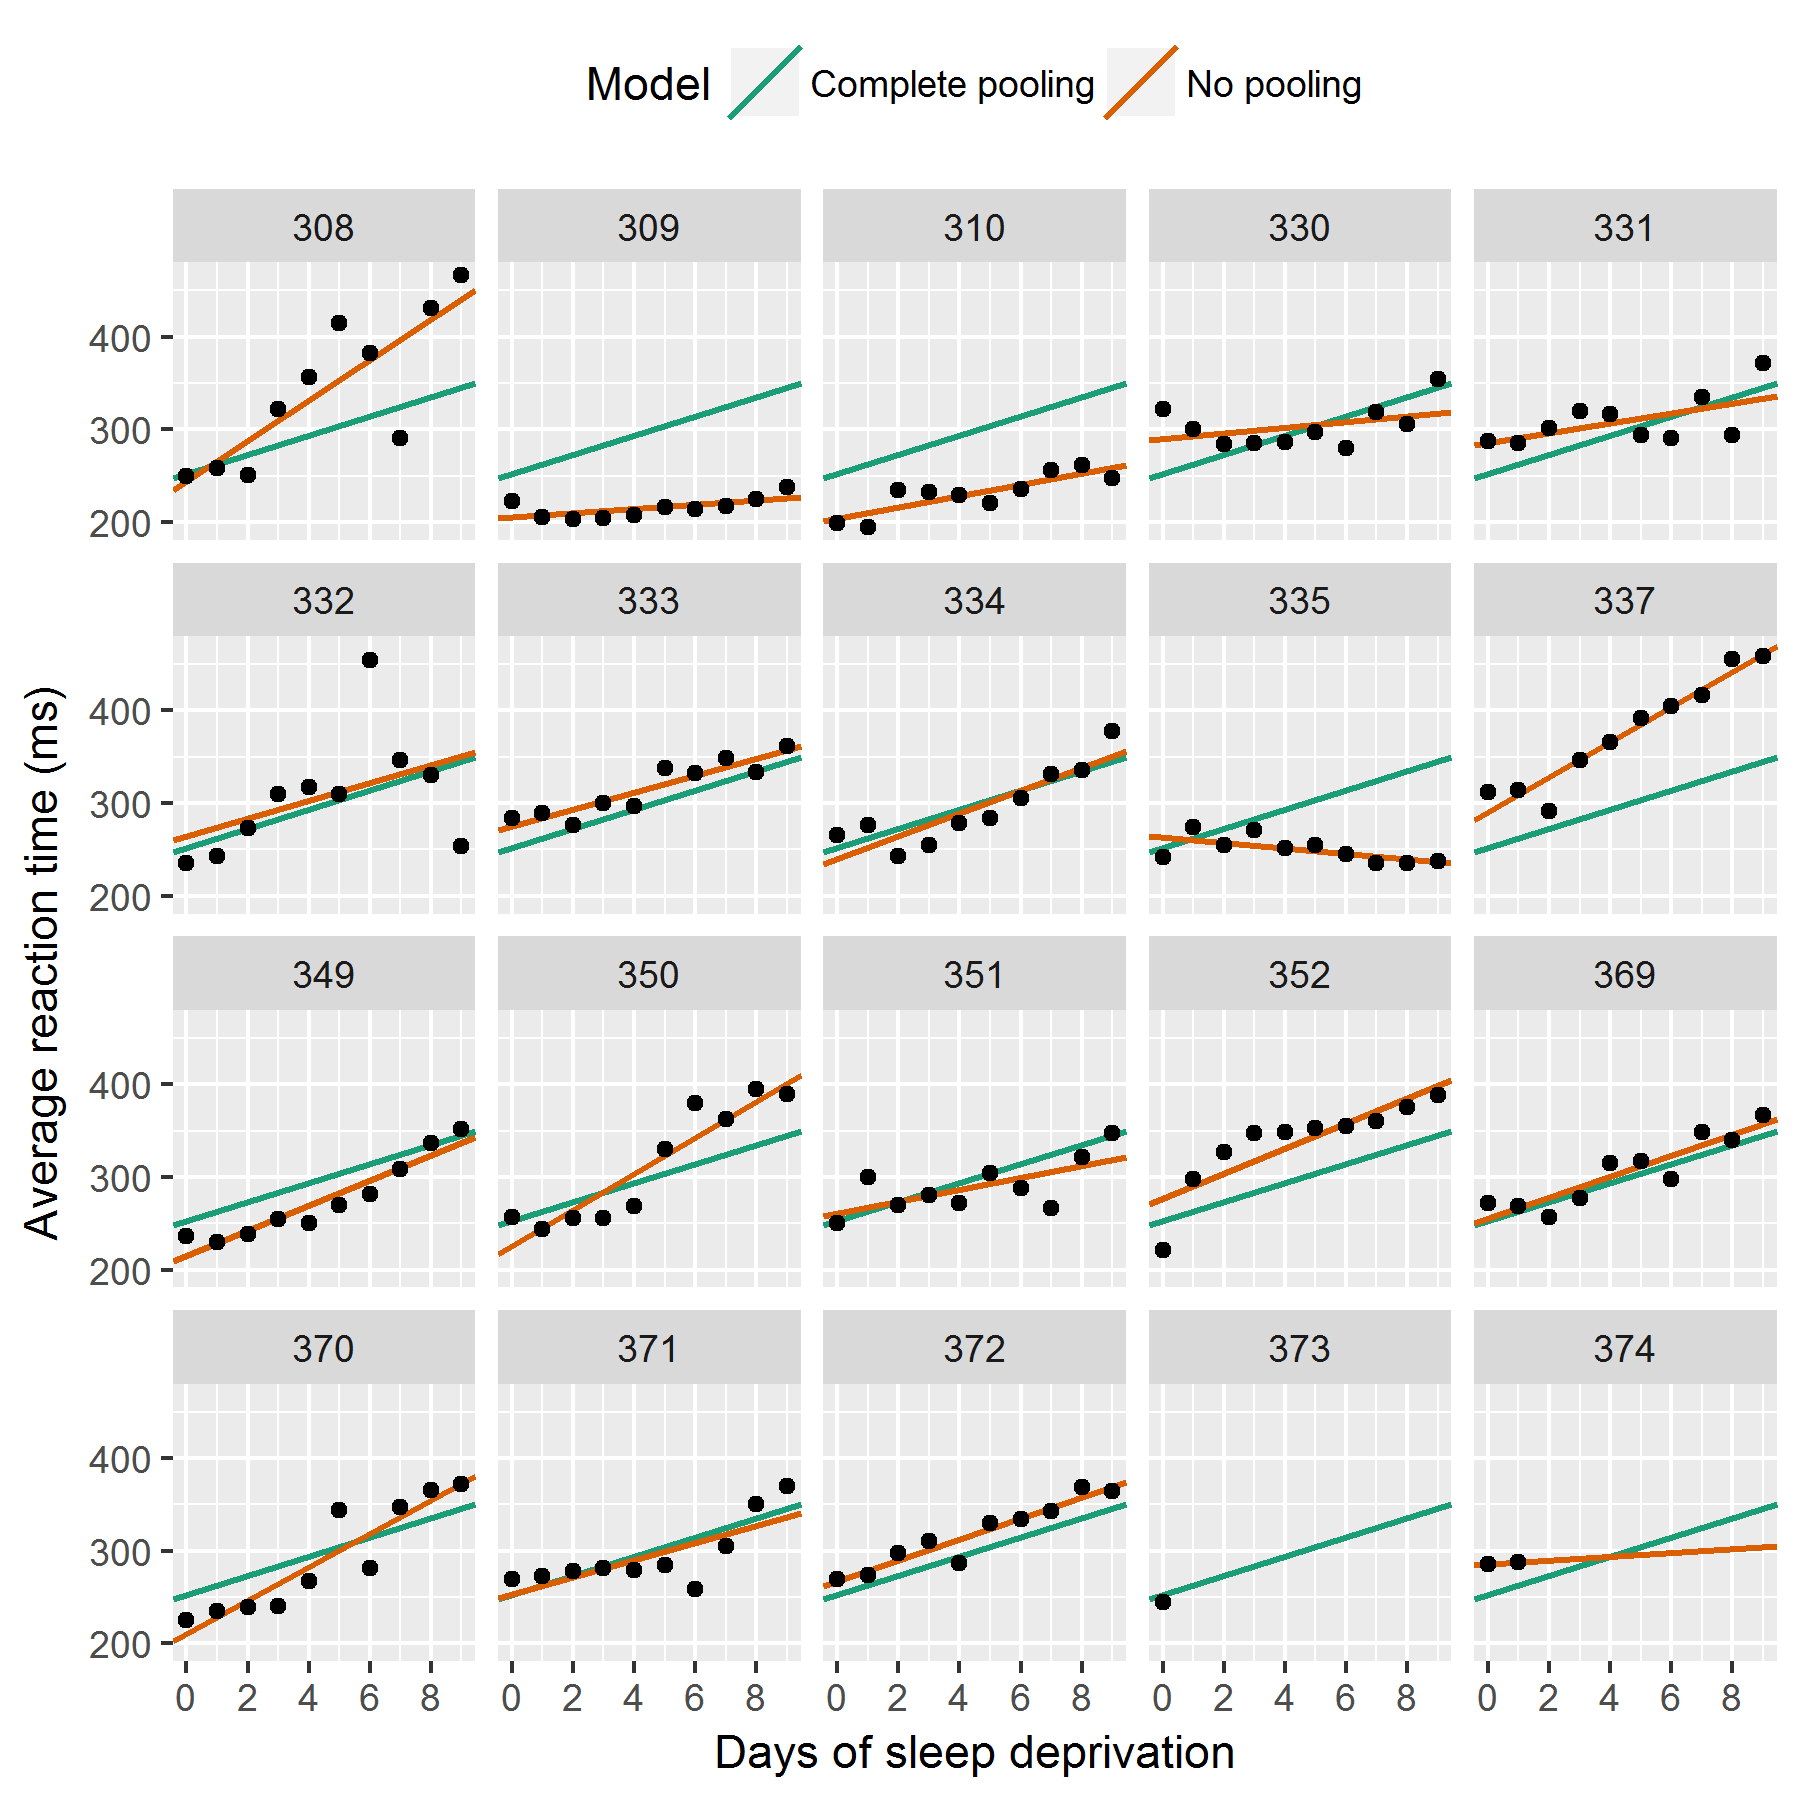 Model Complete pooling No pooling
308 309 310 330 331
400
300
200
332 333 334 335 337
400
300
200
349 350 351 352 369
400
300
200
370 371 372 373 374
400
300
200
0 2 4 6 8 0 2 4 6 8 0 2 4 6 8 0 2 4 6 8 0 2 4 6 8
Days of sleep deprivation
Average reaction time (ms)